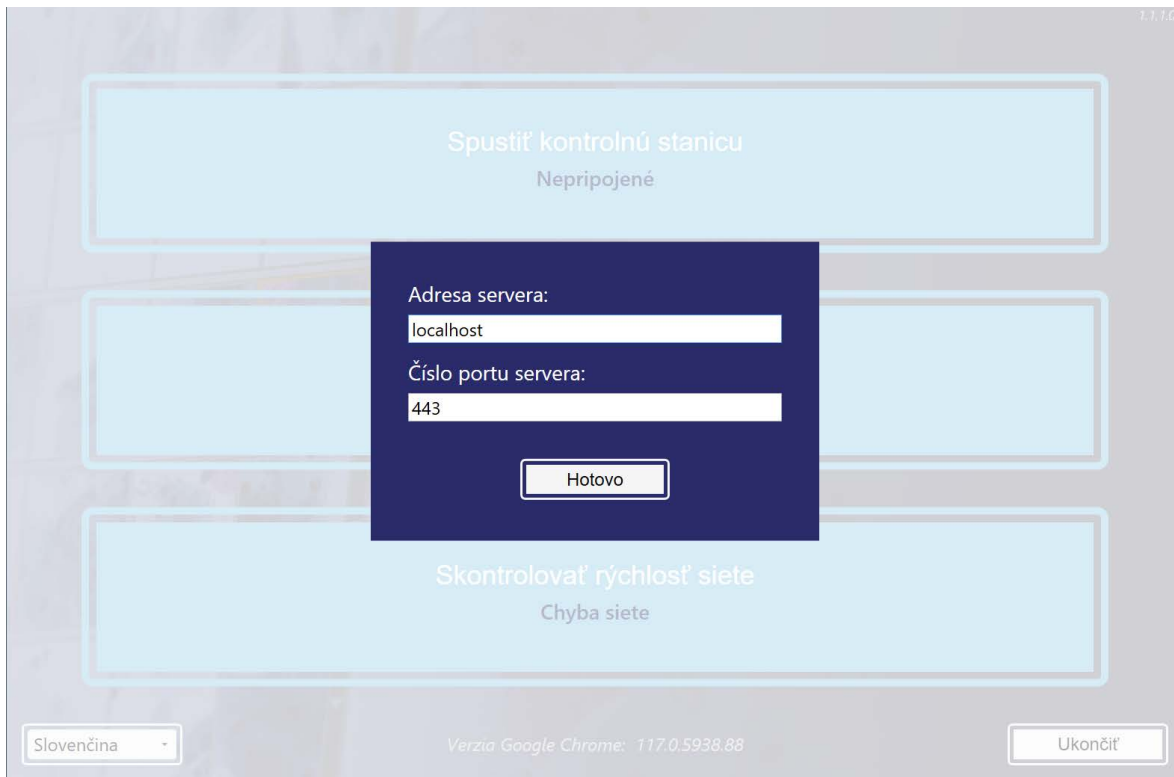 1.1.1.0
Spustiť kontrolnú stanicu
Nepripojené
Adresa servera:
localhost
Číslo portu servera:
443
Hotovo
Skontrolovať rýchlosť siete
Chyba siete
Slovenčina
Verzia Google Chrome: 117.0.5938.88
Ukončiť